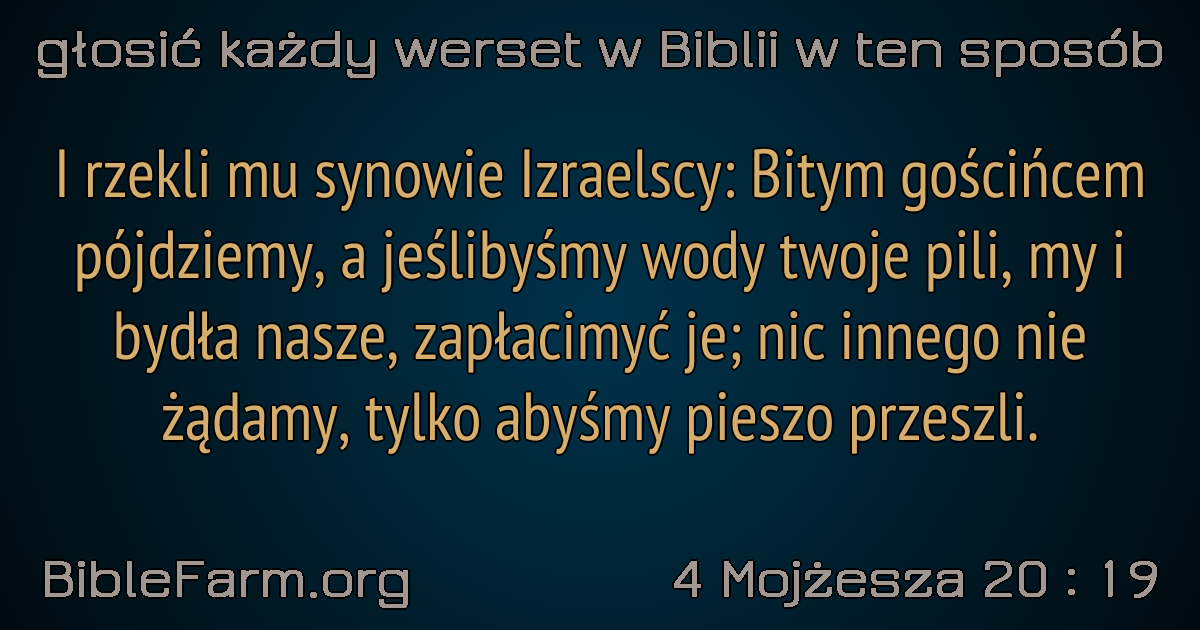 głosić każdy werset w Biblii w ten sposób
I rzekli mu synowie Izraelscy: Bitym gościńcem
pójdziemy, a jeślibyśmy wody twoje pili, my i
bydła nasze, zapłacimyć je; nic innego nie
żądamy, tylko abyśmy pieszo przeszli.
BibleFarm.org
4 Mojżesza 20 : 19